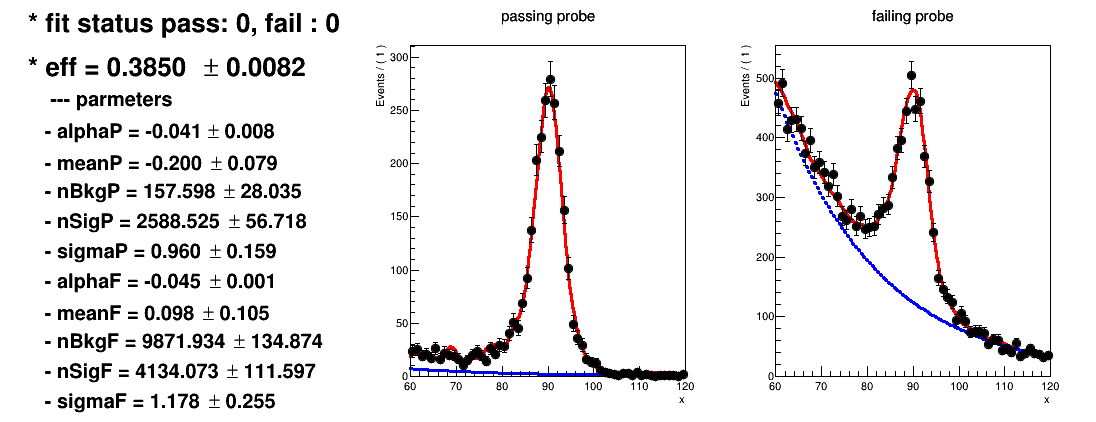 * fit status pass: 0, fail : 0
* eff = 0.3850 ± 0.0082
--- parmeters
- alphaP = -0.041 ± 0.008
- meanP = -0.200 ± 0.079
- nBkgP = 157.598 ± 28.035
- nSigP = 2588.525 ± 56.718
- sigmaP = 0.960 ± 0.159
- alphaF = -0.045 ± 0.001
- meanF = 0.098 ± 0.105
- nBkgF = 9871.934 ± 134.874
- nSigF = 4134.073 ± 111.597
- sigmaF = 1.178 ± 0.255
passing probe
Events / ( 1 )
300
250
200
150
100
50
0
60 70 80 90 100 110 120
x
failing probe
Events / ( 1 )
500
400
300
200
100
0
60 70 80 90 100 110 120
x